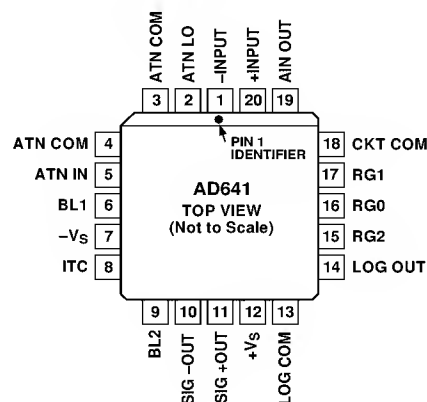 ATN COM
ATN LO
–INPUT
+INPUT
AIN OUT
3 2 1 20 19
PIN 1
IDENTIFIER
ATN COM 4
ATN IN 5
BL1 6
–VS 7
ITC 8
AD641
TOP VIEW
(Not to Scale)
18 CKT COM
17 RG1
16 RG0
15 RG2
14 LOG OUT
9 10 11 12 13
BL2
SIG –OUT
SIG +OUT
+VS
LOG COM